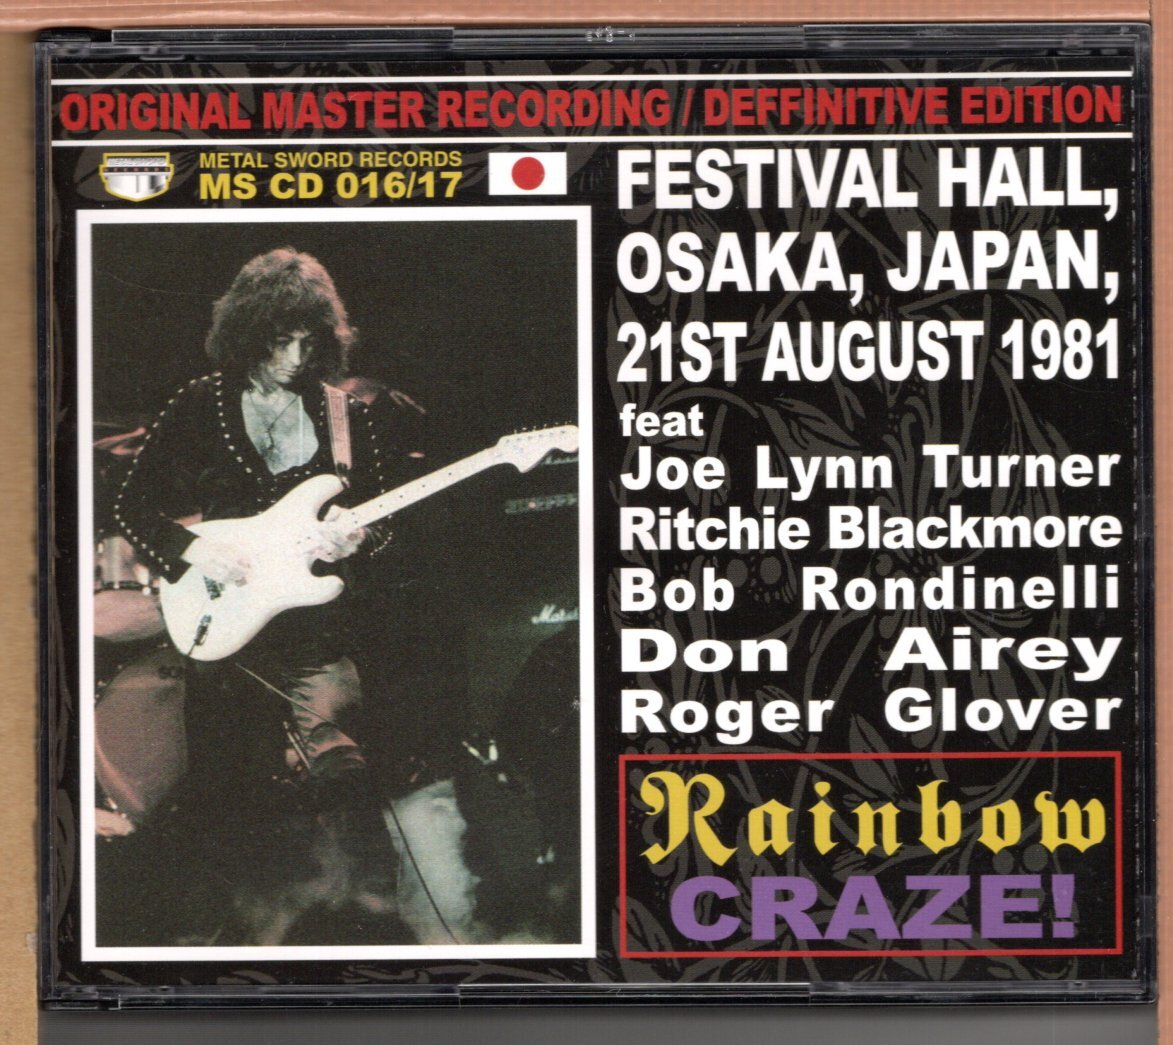 ORIGINAL MASTER RECORDING / DEFFINITIVE EDITION
METAL SWORD RECORDS
MS CD 016/17
FESTIVAL HALL,
OSAKA, JAPAN,
21ST AUGUST 1981
feat
Joe Lynn Turner
Ritchie Blackmore
Bob Rondinelli
Don Airey
Roger Glover
Rainbow
CRAZE!